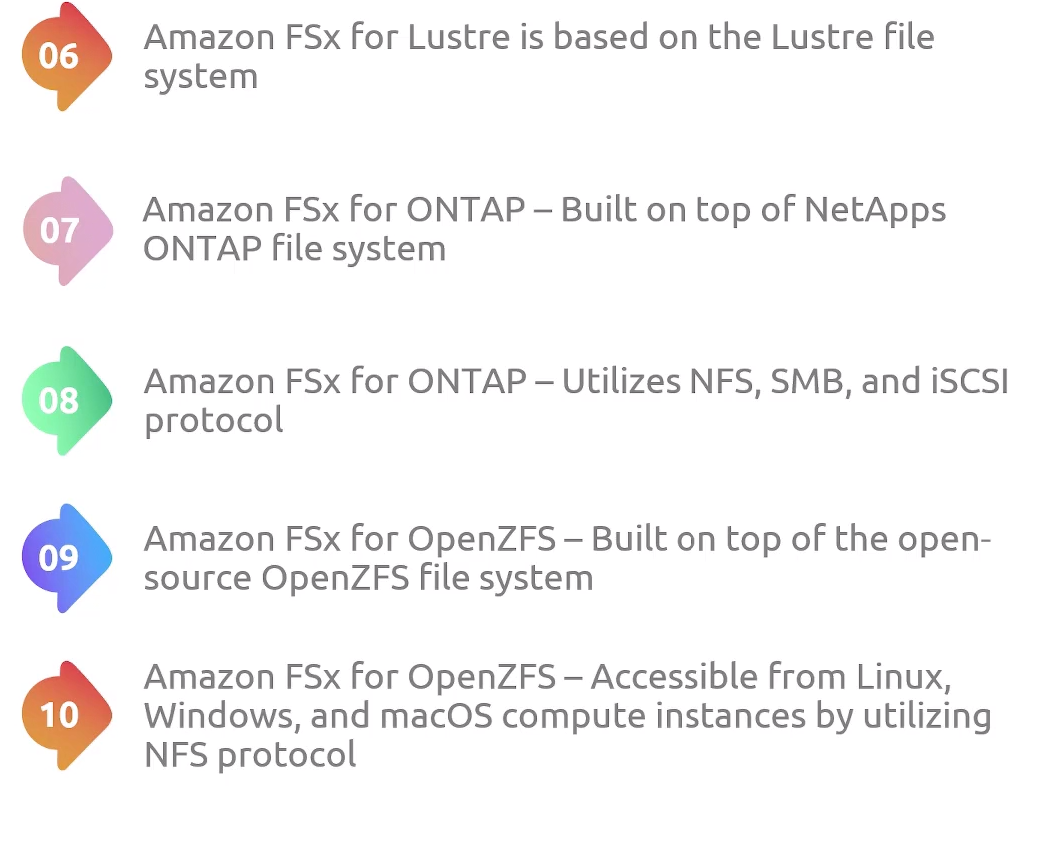 06
Amazon FSx for Lustre is based on the Lustre file
system
07
Amazon FSx for ONTAP – Built on top of NetApps
ONTAP file system
08
Amazon FSx for ONTAP – Utilizes NFS, SMB, and iSCSI
protocol
09
Amazon FSx for OpenZFS – Built on top of the open-
source OpenZFS file system
10
Amazon FSx for OpenZFS – Accessible from Linux,
Windows, and macOS compute instances by utilizing
NFS protocol